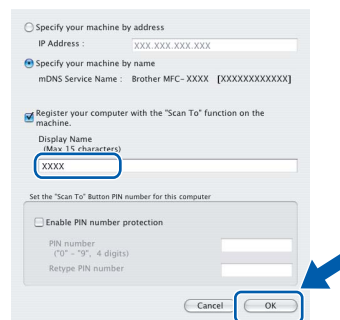 Specify your machine by address
IP Address : XXX.XXX.XXX.XXX
Specify your machine by name
mDNS Service Name : Brother MFC-XXXX [XXXXXXXXXXXX]
Register your computer with the "Scan To" function on the
machine.
Display Name
(Max 15 characters)
XXXX
Set the "Scan To" Button PIN number for this computer
Enable PIN number protection
PIN number
("0" - "9", 4 digits)
Retype PIN number
Cancel OK